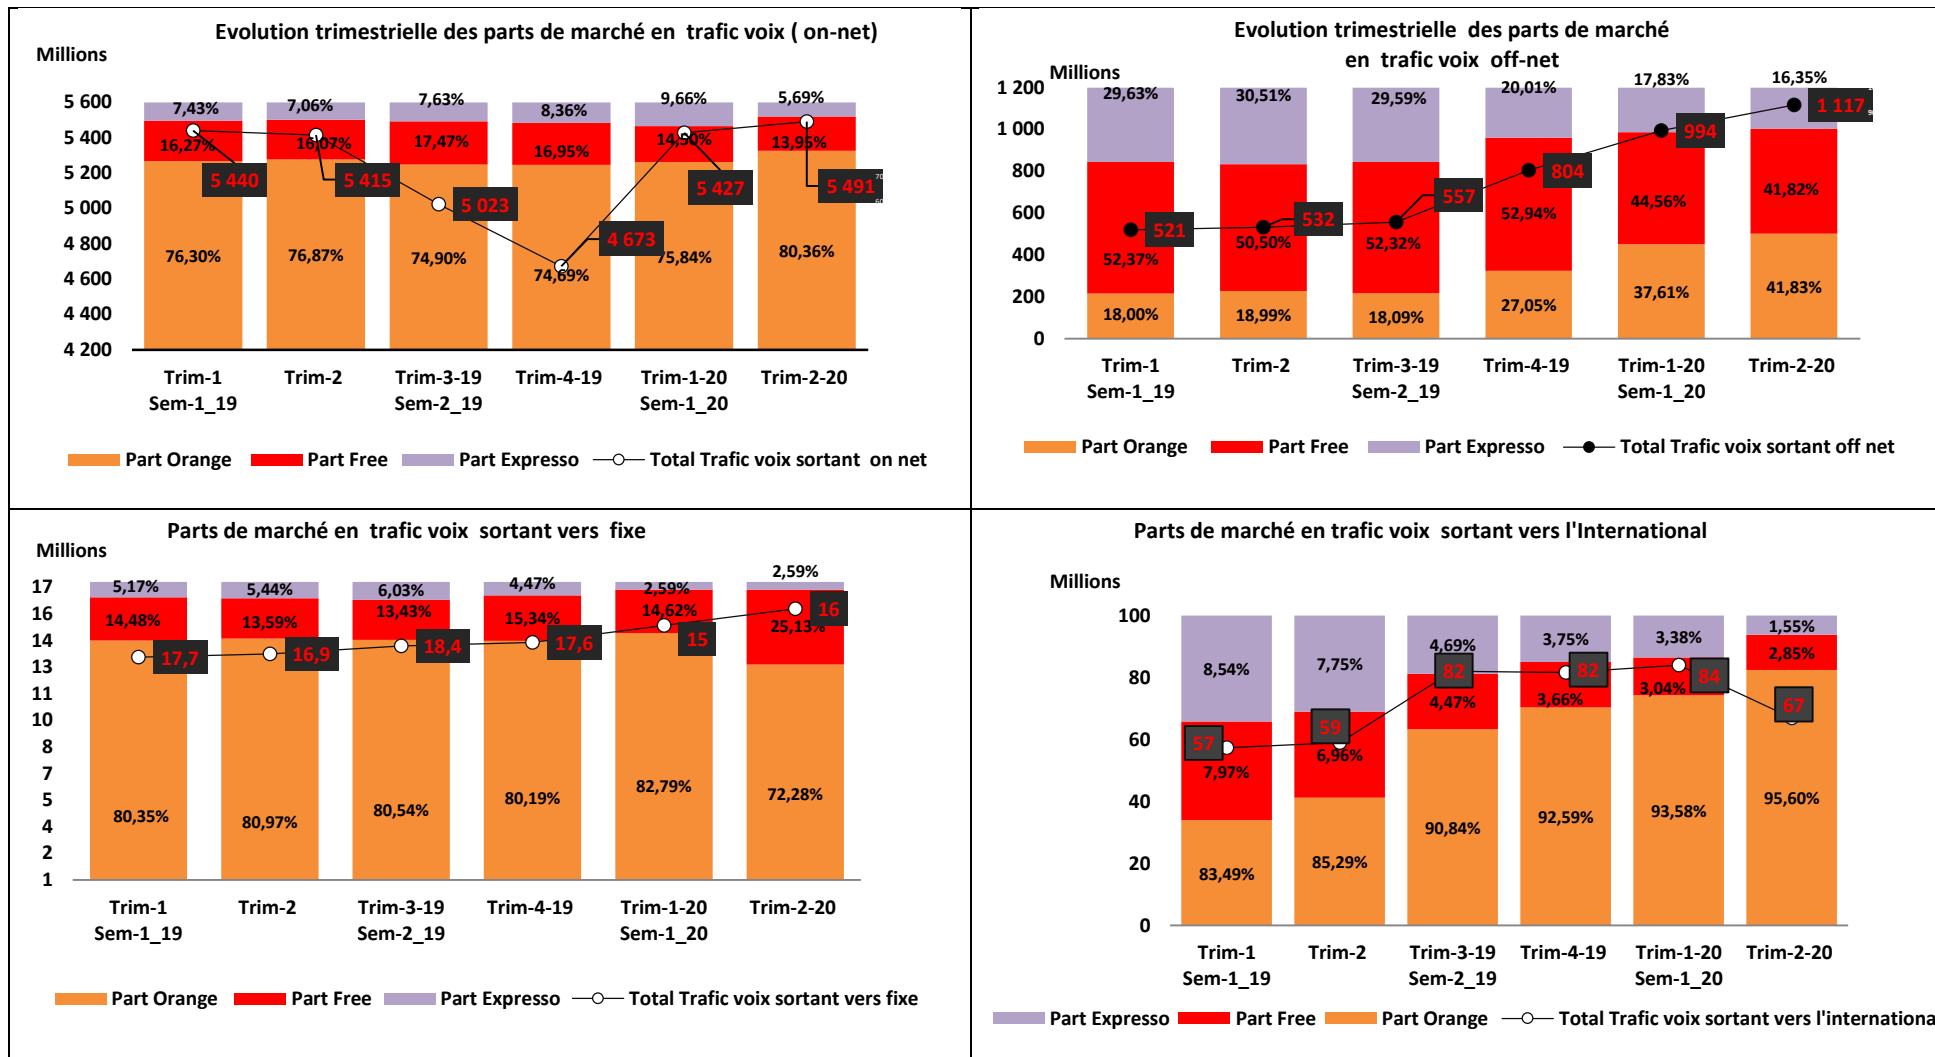 Evolution trimestrielle des parts de marché en trafic voix ( on-net)
Millions
5 600
5 400
5 200
5 000
4 800
4 600
4 400
4 200
7,43%
7,06%
7,63%
8,36%
9,66%
5,69%
16,27%
16,07%
17,47%
16,95%
14,50%
13,95%
5 440
5 415
5 023
4 673
5 427
5 491
76,30%
76,87%
74,90%
74,69%
75,84%
80,36%
Trim-1
Trim-2
Trim-3-19
Trim-4-19
Trim-1-20
Trim-2-20
Sem-1_19
Sem-2_19
Sem-1_20
Part Orange
Part Free
Part Expresso
Total Trafic voix sortant on net
Evolution trimestrielle des parts de marché
en trafic voix off-net
Millions
1 200
1 000
800
600
400
200
0
29,63%
30,51%
29,59%
20,01%
17,83%
16,35%
521
532
557
804
994
1 117
52,37%
50,50%
52,32%
52,94%
44,56%
41,82%
18,00%
18,99%
18,09%
27,05%
37,61%
41,83%
Trim-1
Trim-2
Trim-3-19
Trim-4-19
Trim-1-20
Trim-2-20
Sem-1_19
Sem-2_19
Sem-1_20
Part Orange
Part Free
Part Expresso
Total Trafic voix sortant off net
Parts de marché en trafic voix sortant vers fixe
Millions
17
16
14
13
11
10
8
7
5
4
2
1
5,17%
5,44%
6,03%
4,47%
2,59%
2,59%
14,48%
13,59%
13,43%
15,34%
14,62%
25,13%
17,7
16,9
18,4
17,6
15
16
80,35%
80,97%
80,54%
80,19%
82,79%
72,28%
Trim-1
Trim-2
Trim-3-19
Trim-4-19
Trim-1-20
Trim-2-20
Sem-1_19
Sem-2_19
Sem-1_20
Part Orange
Part Free
Part Expresso
Total Trafic voix sortant vers fixe
Parts de marché en trafic voix sortant vers l'International
Millions
100
80
60
40
20
0
8,54%
7,75%
4,69%
3,75%
3,38%
1,55%
57
59
82
82
84
67
7,97%
6,96%
4,47%
3,66%
3,04%
2,85%
83,49%
85,29%
90,84%
92,59%
93,58%
95,60%
Trim-1
Trim-2
Trim-3-19
Trim-4-19
Trim-1-20
Trim-2-20
Sem-1_19
Sem-2_19
Sem-1_20
Part Expresso
Part Free
Part Orange
Total Trafic voix sortant vers l'internationa